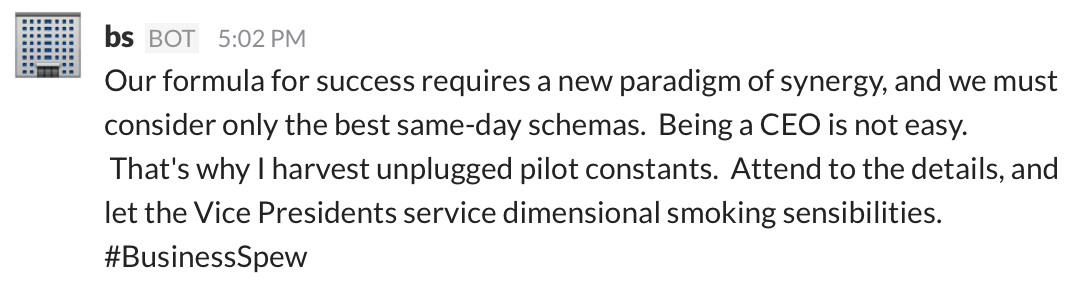 bs BOT 5:02 PM
Our formula for success requires a new paradigm of synergy, and we must
consider only the best same-day schemas.  Being a CEO is not easy.
 That's why I harvest unplugged pilot constants.  Attend to the details, and
let the Vice Presidents service dimensional smoking sensibilities.
#BusinessSpew